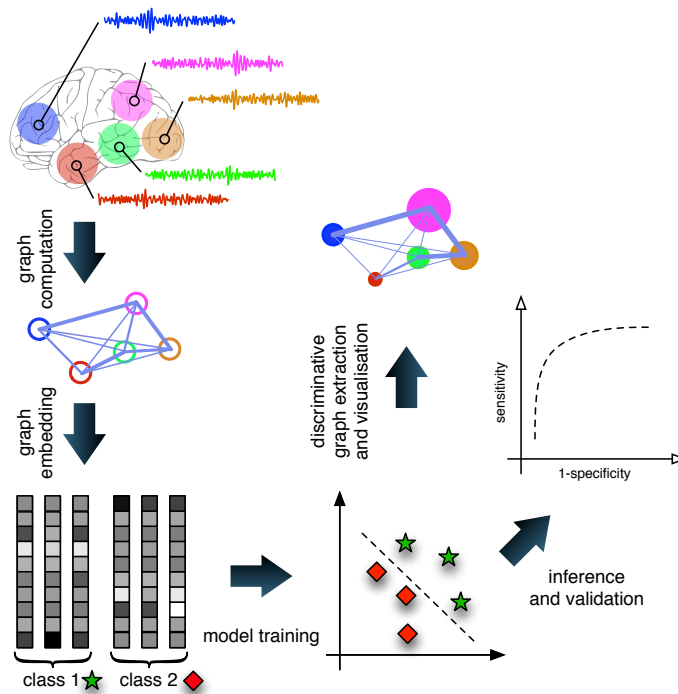 graph
computation
graph
embedding
class 1
class 2
model training
discriminative
graph extraction
and visualisation
inference
and validation
sensitivity
1-specificity